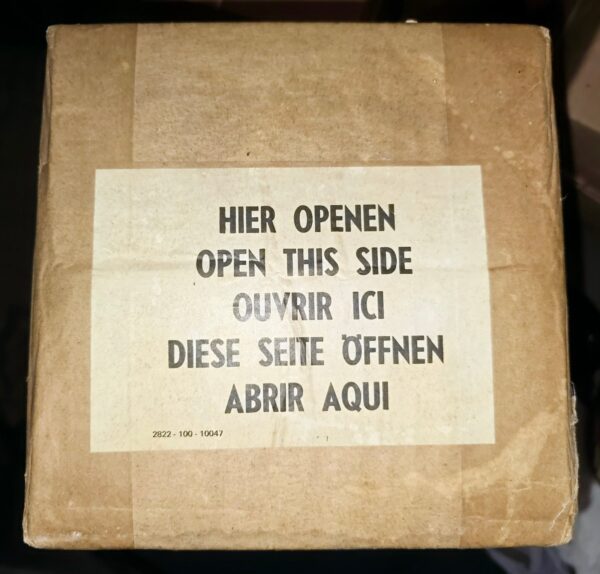 HIER OPENEN
OPEN THIS SIDE
OUVRIR ICI
DIESE SEITE ÖFFNEN
ABRIR AQUI
2822 - 100 - 10047